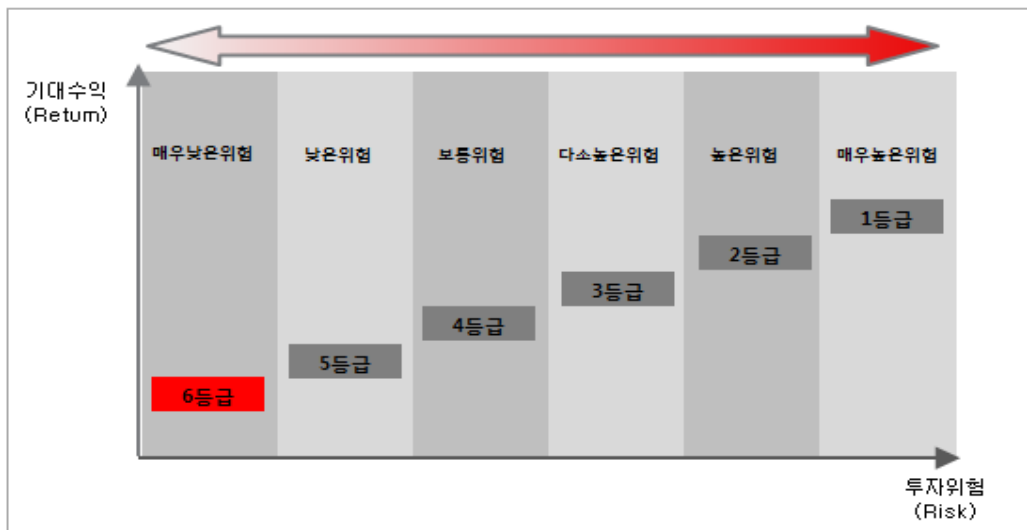 기대수익
(Return)
매우낮은위험 낮은위험 보통위험 다소높은위험 높은위험 매우높은위험
1등급
2등급
3등급
4등급
5등급
6등급
투자위험
(Risk)